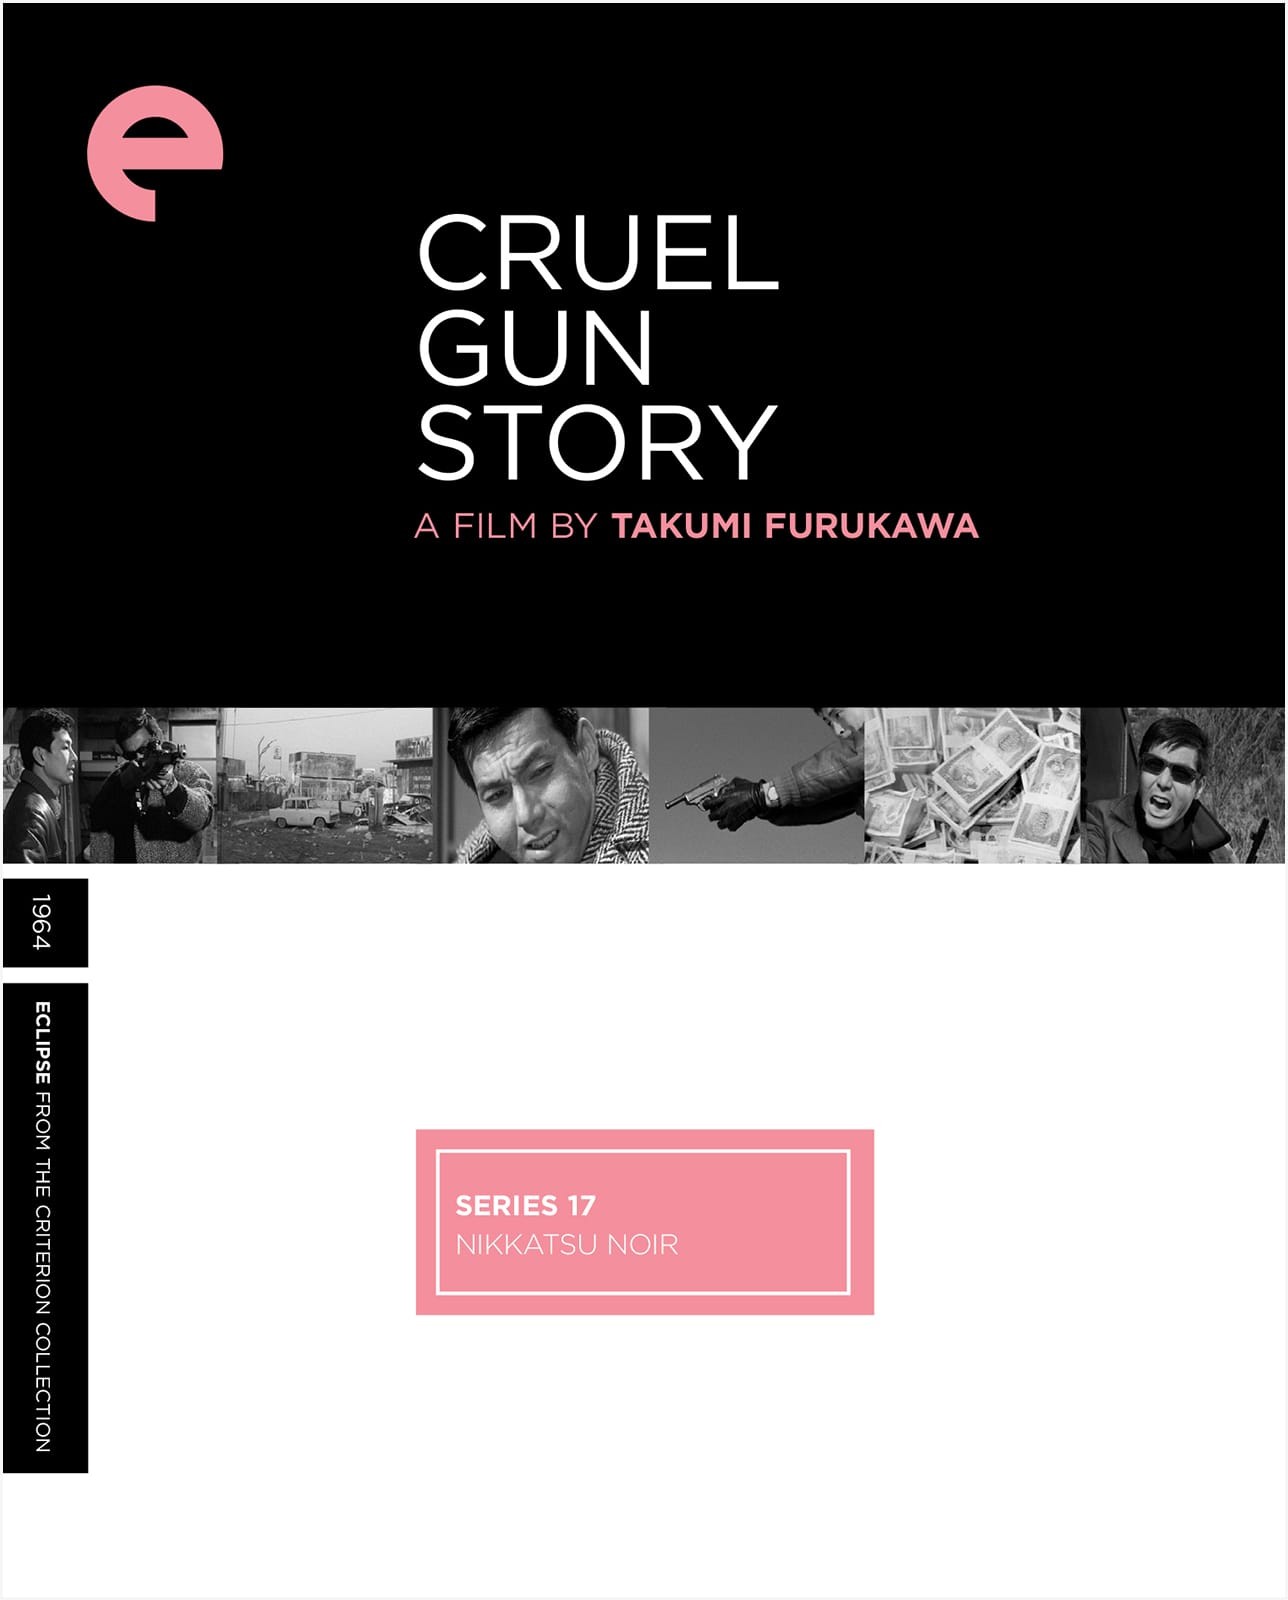 e
CRUEL
GUN
STORY
A FILM BY TAKUMI FURUKAWA
1964
ECLIPSE FROM THE CRITERION COLLECTION
SERIES 17
NIKKATSU NOIR